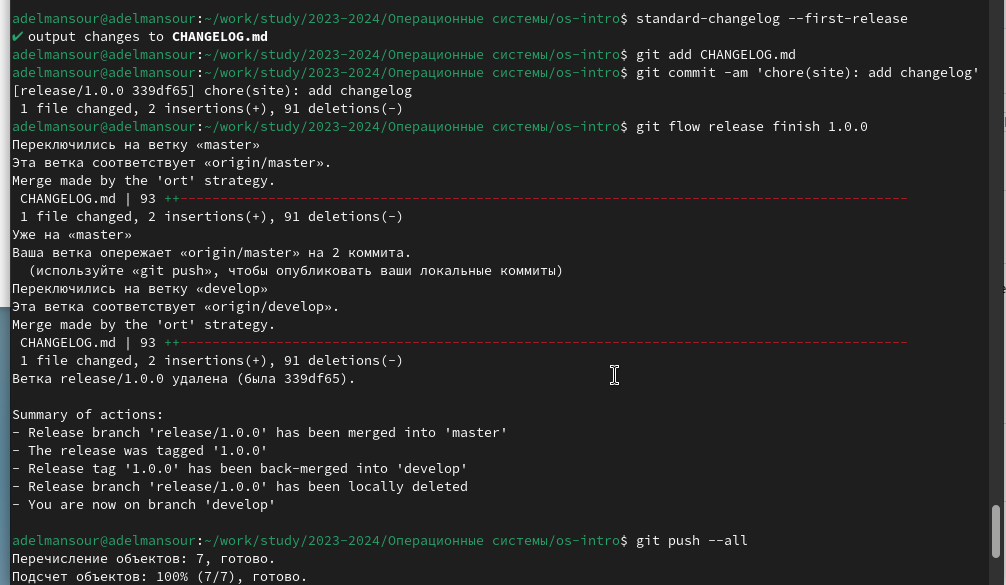 adelmansour@adelmansour:~/work/study/2023-2024/Операционные системы/os-intro$ standard-changelog --first-release
✔ output changes to CHANGELOG.md
adelmansour@adelmansour:~/work/study/2023-2024/Операционные системы/os-intro$ git add CHANGELOG.md
adelmansour@adelmansour:~/work/study/2023-2024/Операционные системы/os-intro$ git commit -am 'chore(site): add changelog'
[release/1.0.0 339df65] chore(site): add changelog
 1 file changed, 2 insertions(+), 91 deletions(-)
adelmansour@adelmansour:~/work/study/2023-2024/Операционные системы/os-intro$ git flow release finish 1.0.0
Переключились на ветку «master»
Эта ветка соответствует «origin/master».
Merge made by the 'ort' strategy.
 CHANGELOG.md | 93 ++-------------------------------------------------------------------------------------------
 1 file changed, 2 insertions(+), 91 deletions(-)
Уже на «master»
Ваша ветка опережает «origin/master» на 2 коммита.
  (используйте «git push», чтобы опубликовать ваши локальные коммиты)
Переключились на ветку «develop»
Эта ветка соответствует «origin/develop».
Merge made by the 'ort' strategy.
 CHANGELOG.md | 93 ++-------------------------------------------------------------------------------------------
 1 file changed, 2 insertions(+), 91 deletions(-)
Ветка release/1.0.0 удалена (была 339df65).
Summary of actions:
- Release branch 'release/1.0.0' has been merged into 'master'
- The release was tagged '1.0.0'
- Release tag '1.0.0' has been back-merged into 'develop'
- Release branch 'release/1.0.0' has been locally deleted
- You are now on branch 'develop'
adelmansour@adelmansour:~/work/study/2023-2024/Операционные системы/os-intro$ git push --all
Перечисление объектов: 7, готово.
Подсчет объектов: 100% (7/7), готово.